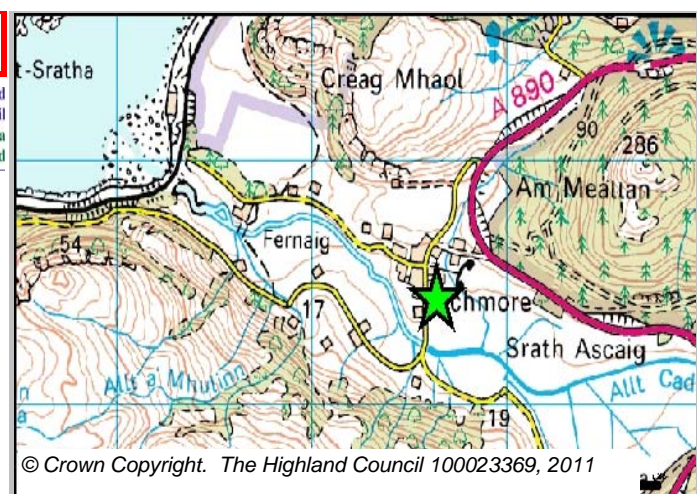 t-Sratha
Creag Mhaol
A 890
90
286
Am Meallan
54
Fernaig
17
chmore
Srath Ascaig
Allt a' Mhutinn
Allt Cad
19
© Crown Copyright. The Highland Council 100023369, 2011